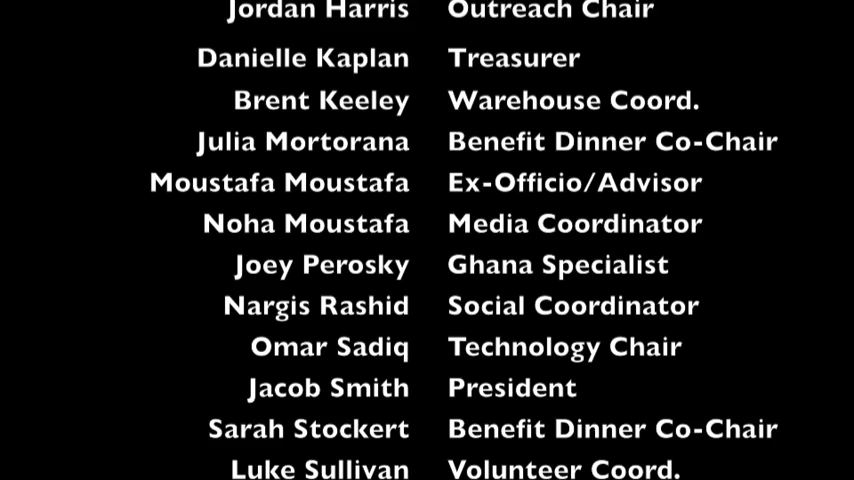 Jordan Harris Outreach Chair
Danielle Kaplan Treasurer
Brent Keeley Warehouse Coord.
Julia Mortorana Benefit Dinner Co-Chair
Moustafa Moustafa Ex-Officio/Advisor
Noha Moustafa Media Coordinator
Joey Perosky Ghana Specialist
Nargis Rashid Social Coordinator
Omar Sadiq Technology Chair
Jacob Smith President
Sarah Stockert Benefit Dinner Co-Chair
Luke Sullivan Volunteer Coord.